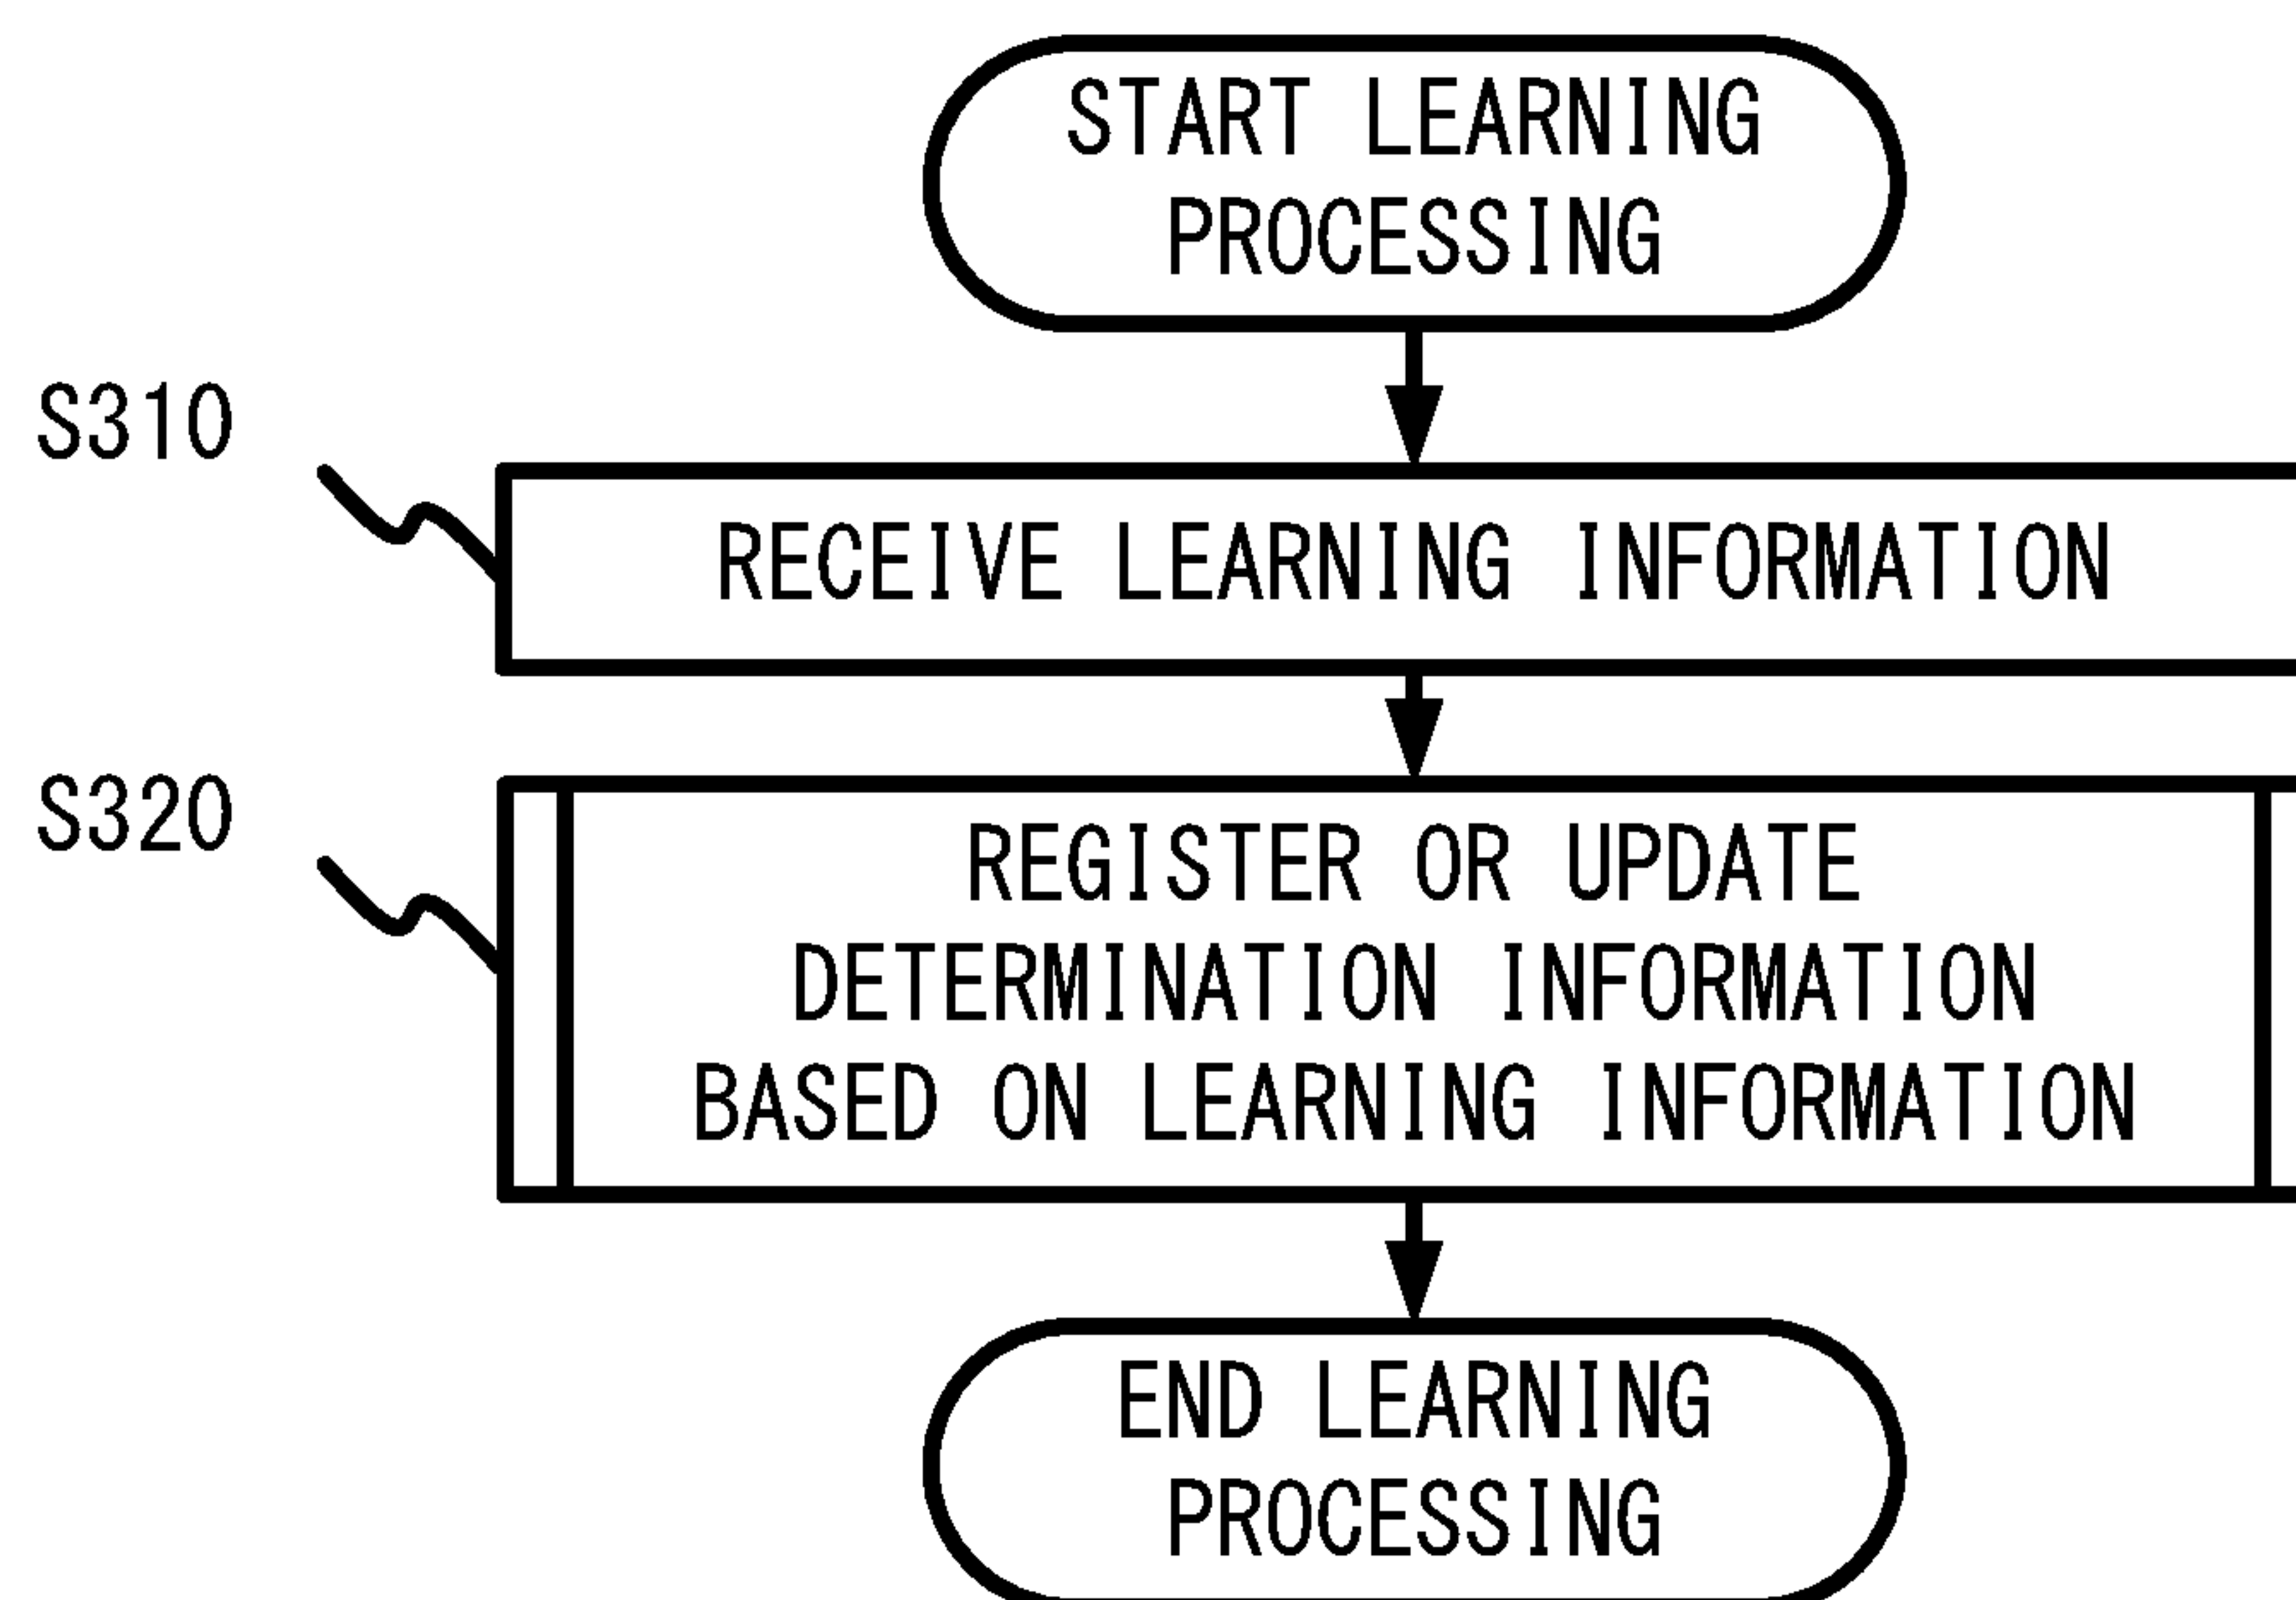 START LEARNING
PROCESSING
S310
RECEIVE LEARNING INFORMATION
S320
REGISTER OR UPDATE
DETERMINATION INFORMATION
BASED ON LEARNING INFORMATION
END LEARNING
PROCESSING